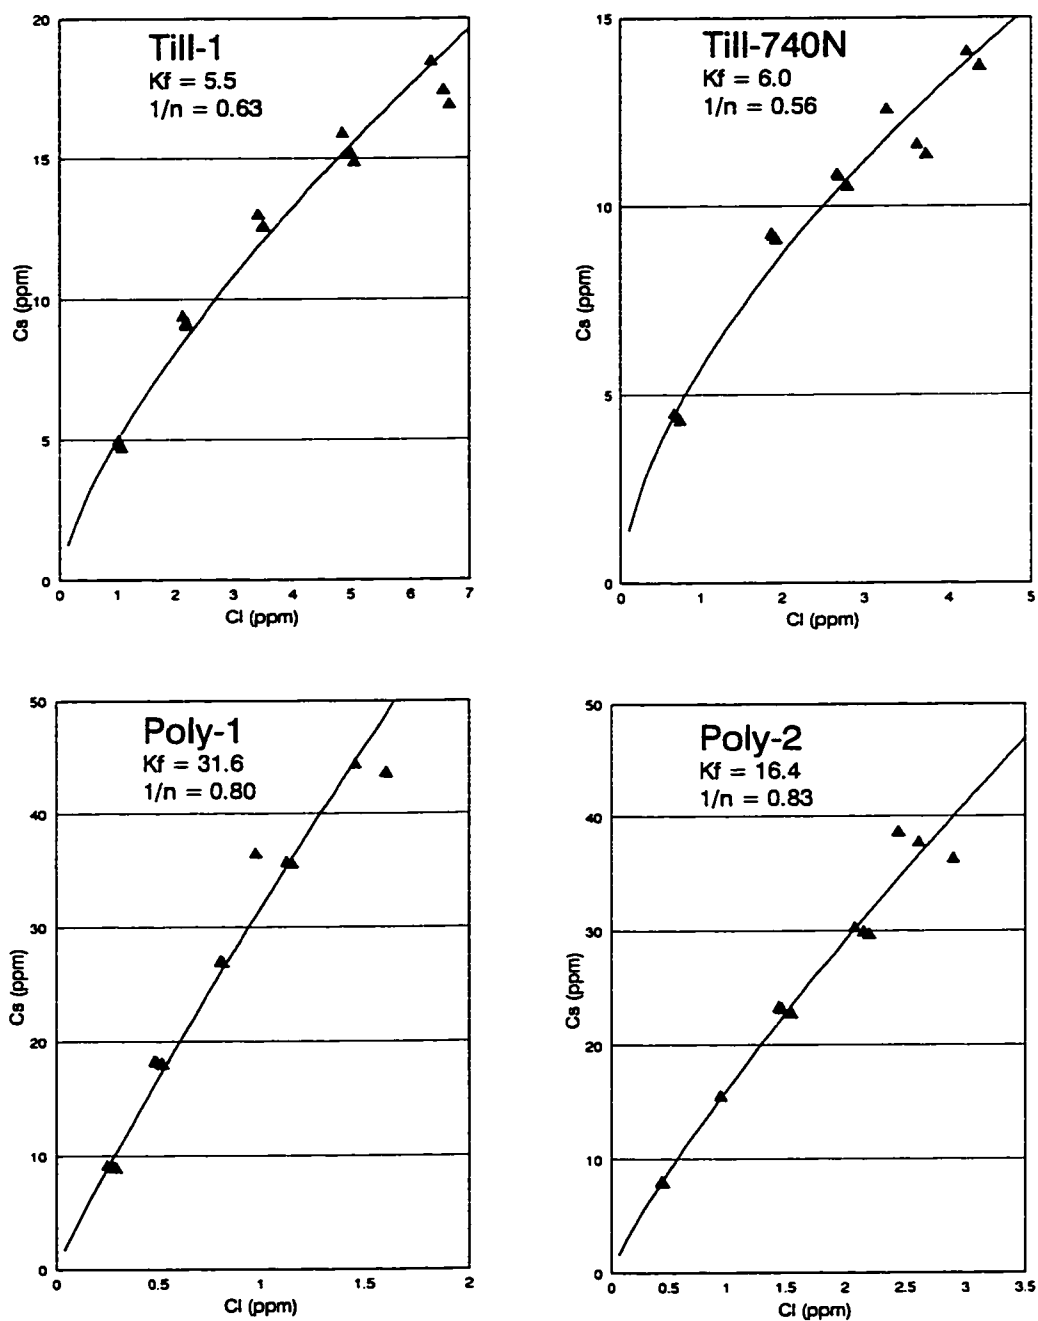 Till-1
Kf = 5.5
1/n = 0.63
20
15
10
5
0
Cs (ppm)
0 1 2 3 4 5 6 7
Cl (ppm)
Till-740N
Kf = 6.0
1/n = 0.56
15
10
5
0
Cs (ppm)
0 1 2 3 4 5
Cl (ppm)
Poly-1
Kf = 31.6
1/n = 0.80
50
40
30
20
10
0
Cs (ppm)
0 0.5 1 1.5 2
Cl (ppm)
Poly-2
Kf = 16.4
1/n = 0.83
50
40
30
20
10
0
Cs (ppm)
0 0.5 1 1.5 2 2.5 3 3.5
Cl (ppm)